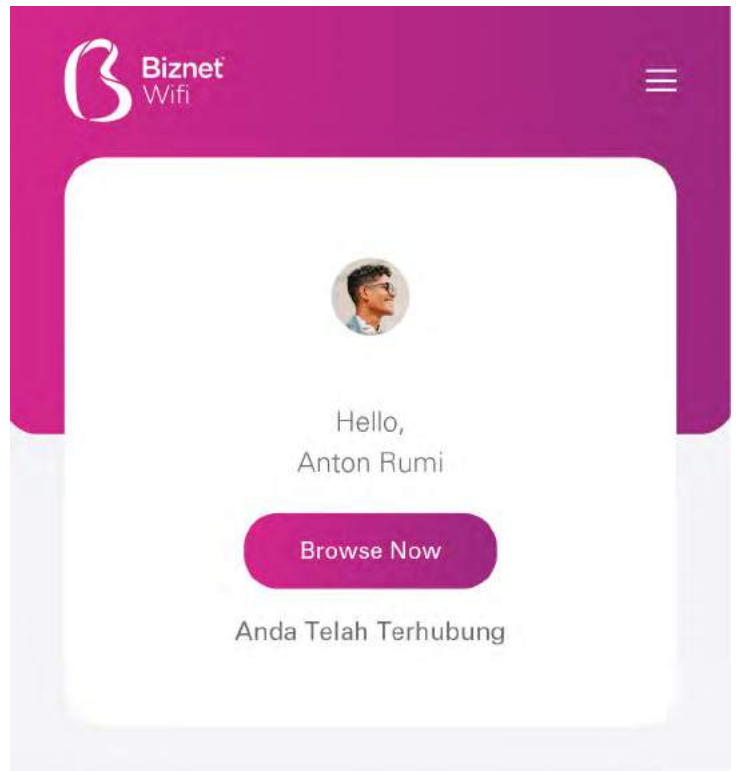 Biznet
Wifi
Hello,
Anton Rumi
Browse Now
Anda Telah Terhubung